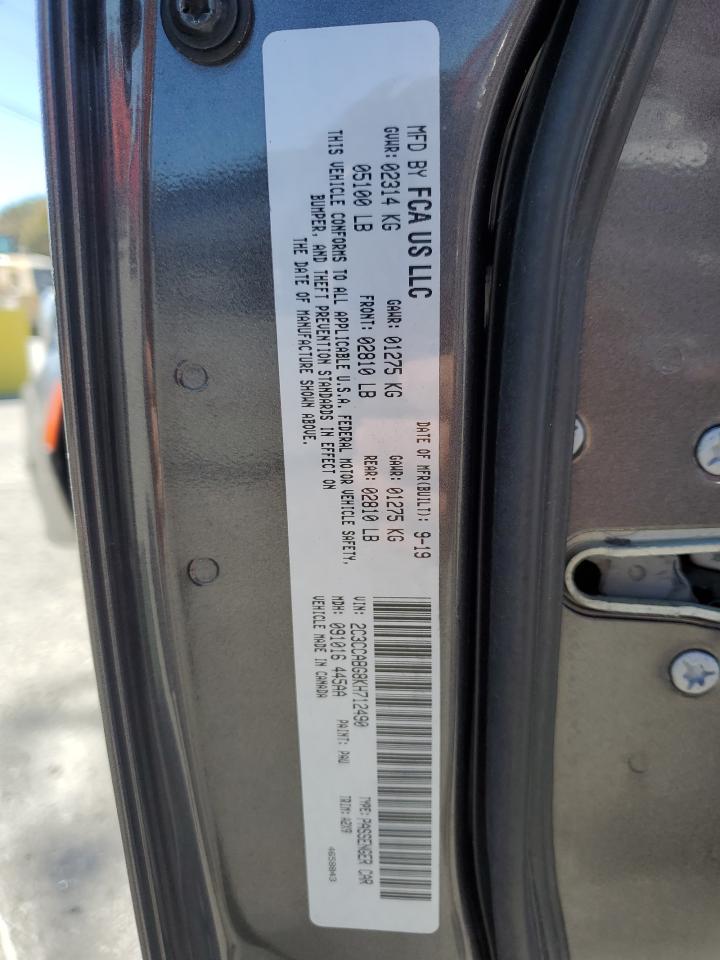 MFD BY FCA US LLC
DATE OF MFR(BUILT): 9-19
GVWR: 02314 KG GAWR: 01275 KG GAWR: 01275 KG
05100 LB FRONT: 02810 LB REAR: 02810 LB
THIS VEHICLE CONFORMS TO ALL APPLICABLE U.S.A. FEDERAL MOTOR VEHICLE SAFETY,
BUMPER, AND THEFT PREVENTION STANDARDS IN EFFECT ON
THE DATE OF MANUFACTURE SHOWN ABOVE.
VIN: 2C3CCABG8KH712490 TYPE: PASSENGER CAR
MDH: 091016 445AA PAINT: PAU TRIM: A2X9
VEHICLE MADE IN CANADA 46588043